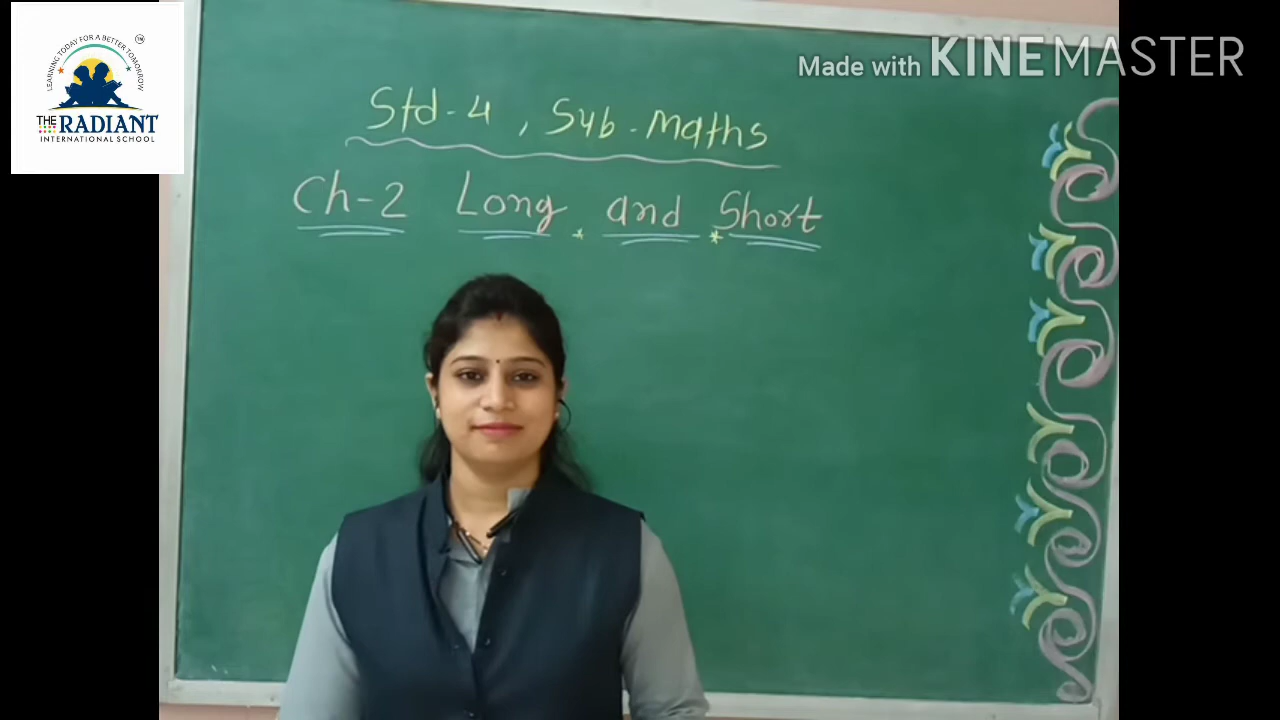 LEARNING TODAY FOR A BETTER TOMORROW
THE RADIANT
INTERNATIONAL SCHOOL
Made with KINEMASTER
Std-4, Sub-Maths
Ch-2 Long and Short